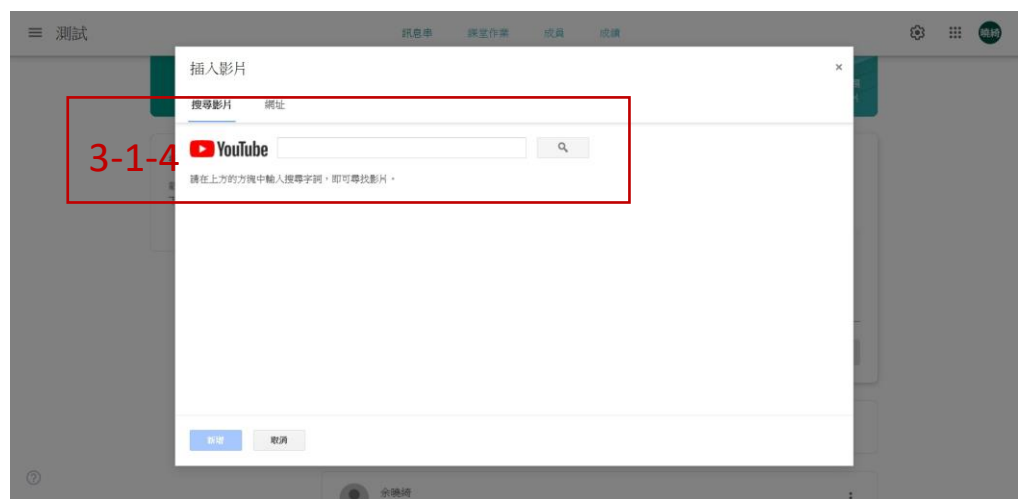 測試
訊息串 課堂作業 成員 成績
曉綺
插入影片
×
搜尋影片 網址
3-1-4
YouTube
請在上方的方塊中輸入搜尋字詞，即可尋找影片。
新增 取消
余曉綺